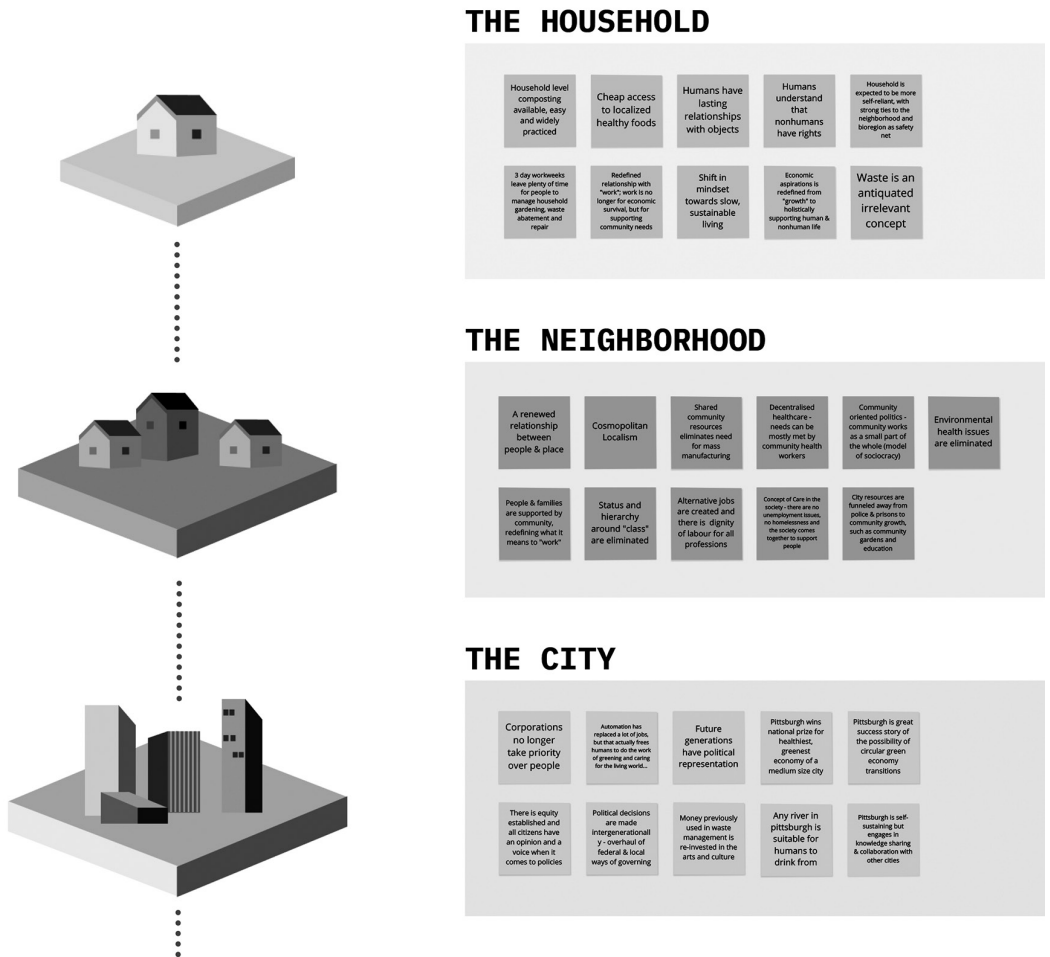 THE HOUSEHOLD
Household level
composting
available, easy
and widely
practiced
Cheap access
to localized
healthy foods
Humans have
lasting
relationships
with objects
Humans
understand
that
nonhumans
have rights
Household is
expected to be more
self-reliant, with
strong ties to the
neighborhood and
bioregion as safety
net
3 day workweeks
leave plenty of time
for people to
manage household
gardening, waste
abatement and
repair
Redefined
relationship with
"work"; work is no
longer for economic
survival, but for
supporting
community needs
Shift in
mindset
towards slow,
sustainable
living
Economic
aspirations is
redefined from
"growth" to
holistically
supporting human &
nonhuman life
Waste is an
antiquated
irrelevant
concept
THE NEIGHBORHOOD
A renewed
relationship
between
people & place
Cosmopolitan
Localism
Shared
community
resources
eliminates need
for mass
manufacturing
Decentralised
healthcare -
needs can be
mostly met by
community health
workers
Community
oriented politics -
community works
as a small part of
the whole (model
of sociocracy)
Environmental
health issues
are eliminated
People & families
are supported by
community,
redefining what it
means to "work"
Status and
hierarchy
around "class"
are eliminated
Alternative jobs
are created and
there is dignity
of labour for all
professions
Concept of Care in the
society - there are no
unemployment issues,
no homelessness and
the society comes
together to support
people
City resources are
funneled away from
police & prisons to
community growth,
such as community
gardens and
education
THE CITY
Corporations
no longer
take priority
over people
Automation has
replaced a lot of jobs,
but that actually frees
humans to do the work
of greening and caring
for the living world...
Future
generations
have political
representation
Pittsburgh wins
national prize for
healthiest,
greenest
economy of a
medium size city
Pittsburgh is great
success story of
the possibility of
circular green
economy
transitions
There is equity
established and
all citizens have
an opinion and a
voice when it
comes to policies
Political decisions
are made
intergenerationall
y - overhaul of
federal & local
ways of governing
Money previously
used in waste
management is
re-invested in the
arts and culture
Any river in
pittsburgh is
suitable for
humans to
drink from
Pittsburgh is self-
sustaining but
engages in
knowledge sharing
& collaboration with
other cities